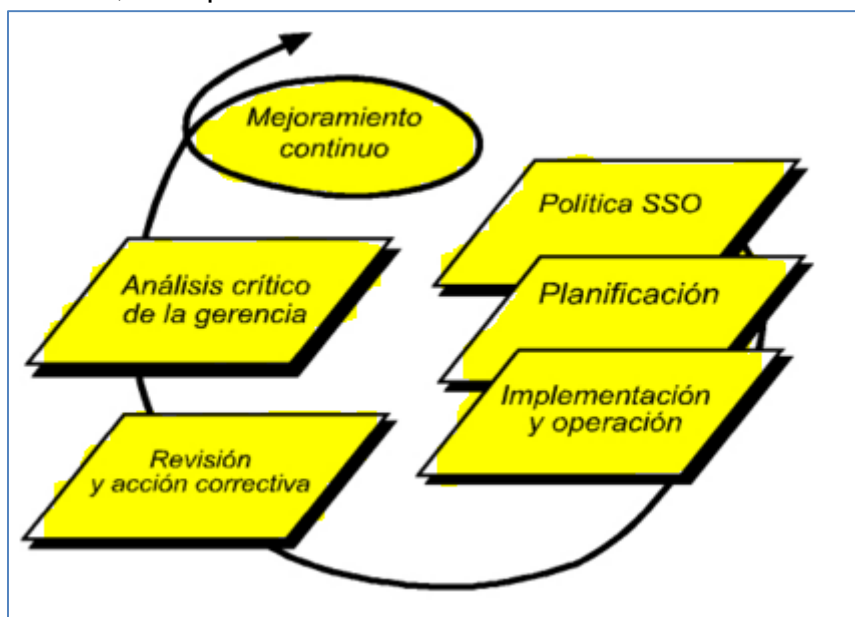 Mejoramiento
continuo
Política SSO
Planificación
Implementación
y operación
Revisión
y acción correctiva
Análisis crítico
de la gerencia